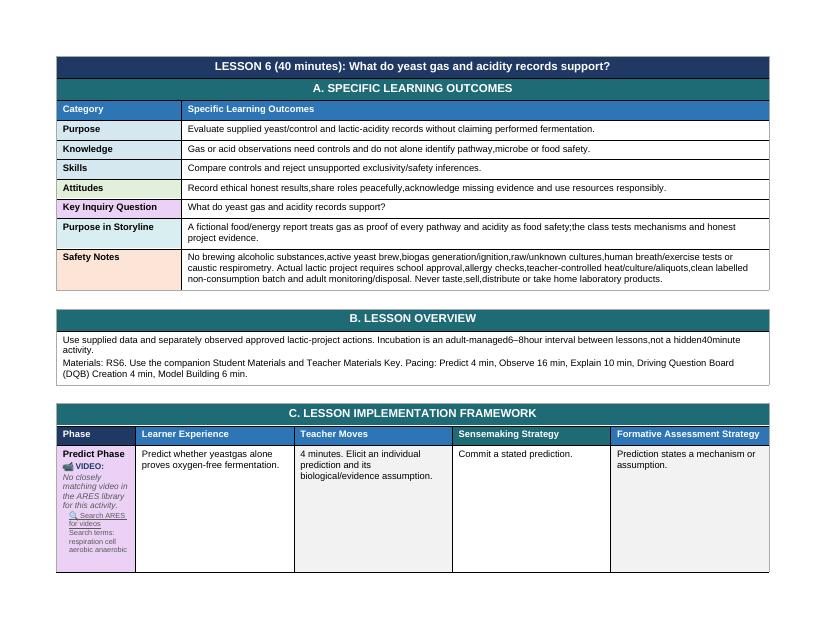 LESSON 6 (40 minutes): What do yeast gas and acidity records support?
A. SPECIFIC LEARNING OUTCOMES
Category
Specific Learning Outcomes
Purpose
Evaluate supplied yeast/control and lactic-acidity records without claiming performed fermentation.
Knowledge
Gas or acid observations need controls and do not alone identify pathway,microbe or food safety.
Skills
Compare controls and reject unsupported exclusivity/safety inferences.
Attitudes
Record ethical honest results,share roles peacefully,acknowledge missing evidence and use resources responsibly.
Key Inquiry Question
What do yeast gas and acidity records support?
Purpose in Storyline
A fictional food/energy report treats gas as proof of every pathway and acidity as food safety;the class tests mechanisms and honest
project evidence.
Safety Notes
No brewing alcoholic substances,active yeast brew,biogas generation/ignition,raw/unknown cultures,human breath/exercise tests or
caustic respirometry. Actual lactic project requires school approval,allergy checks,teacher-controlled heat/culture/aliquots,clean labelled
non-consumption batch and adult monitoring/disposal. Never taste,sell,distribute or take home laboratory products.
B. LESSON OVERVIEW
Use supplied data and separately observed approved lactic-project actions. Incubation is an adult-managed6–8hour interval between lessons,not a hidden40minute
activity.
Materials: RS6. Use the companion Student Materials and Teacher Materials Key. Pacing: Predict 4 min, Observe 16 min, Explain 10 min, Driving Question Board
(DQB) Creation 4 min, Model Building 6 min.
C. LESSON IMPLEMENTATION FRAMEWORK
Phase
Learner Experience
Teacher Moves
Sensemaking Strategy
Formative Assessment Strategy
Predict Phase
VIDEO:
No closely
matching video in
the ARES library
for this activity.
Search ARES
for videos
Search terms:
respiration cell
aerobic anaerobic
Predict whether yeastgas alone
proves oxygen-free fermentation.
4 minutes. Elicit an individual
prediction and its
biological/evidence assumption.
Commit a stated prediction.
Prediction states a mechanism or
assumption.